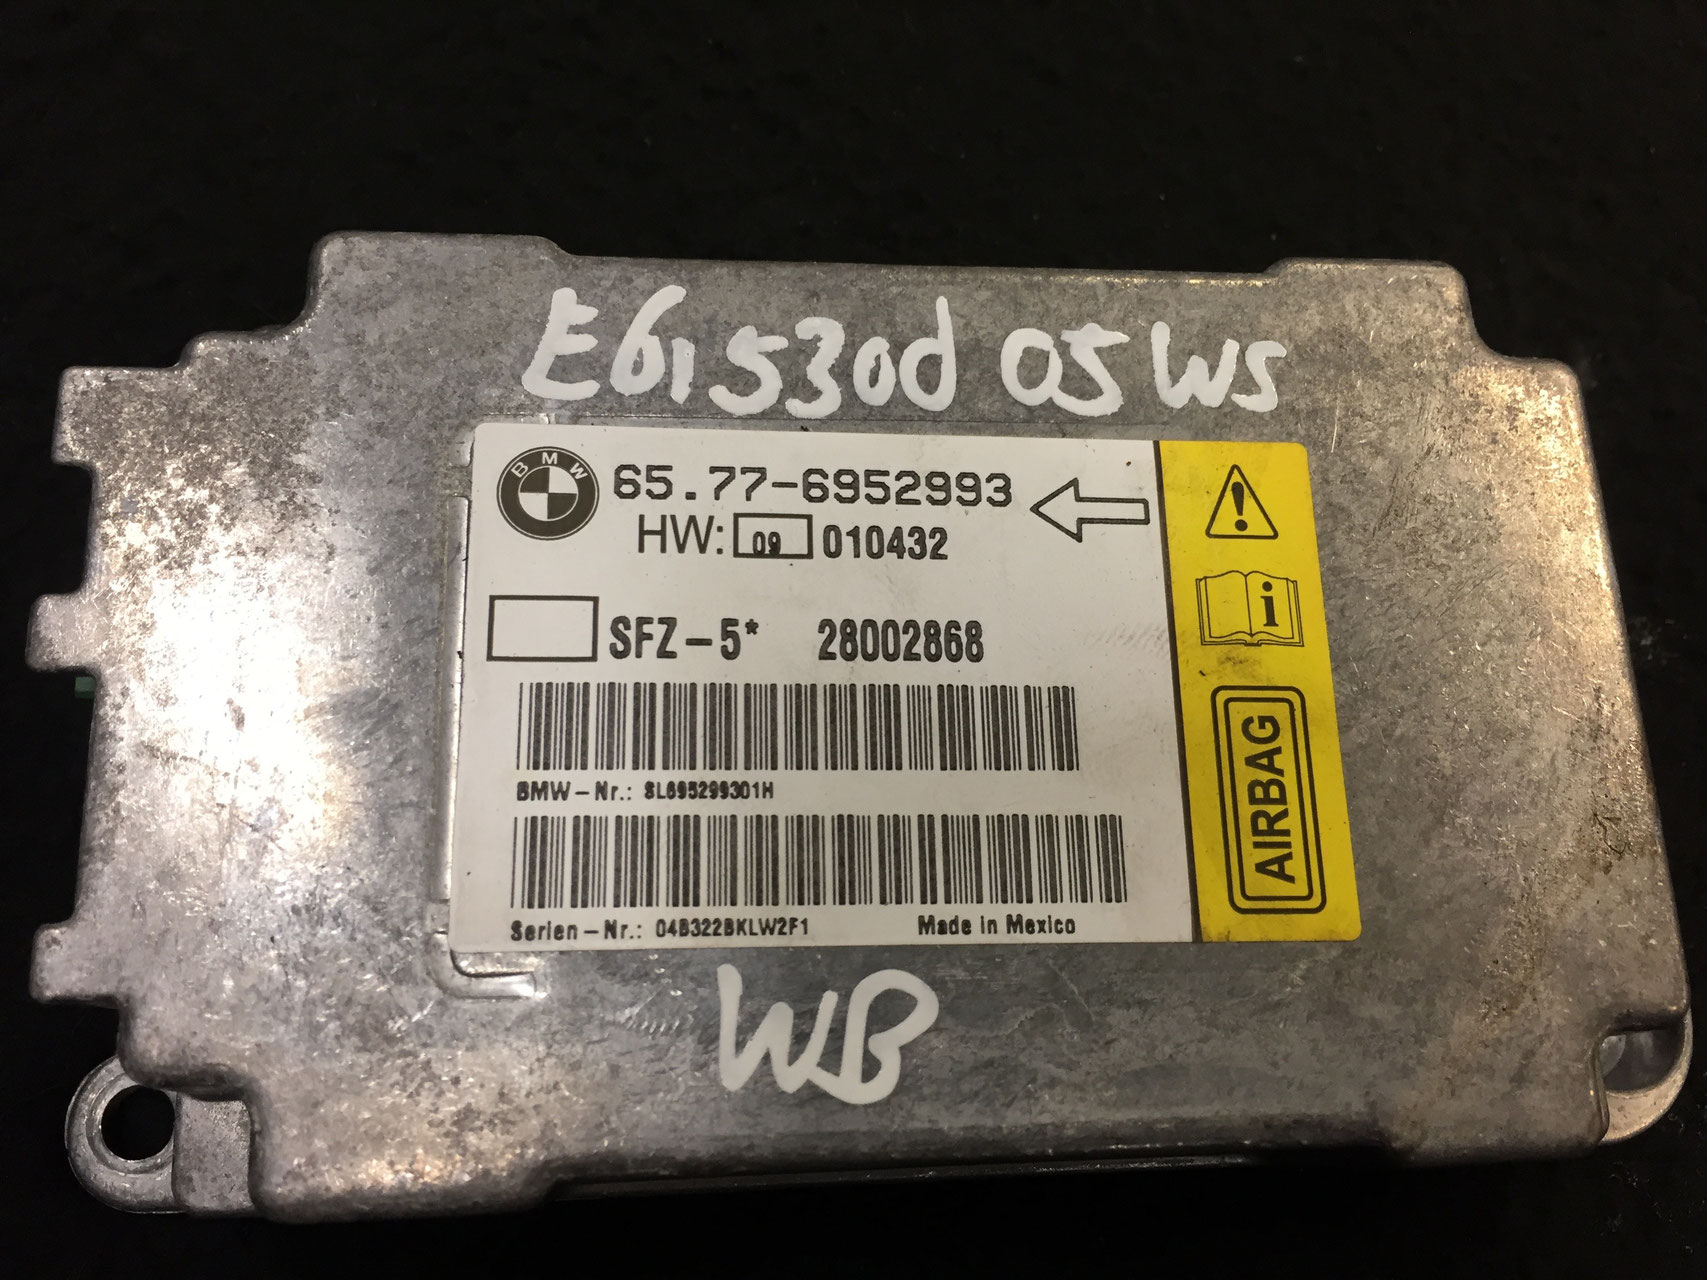 E61 530d 05 WS
BMW 65.77-6952993
HW: 09 010432
SFZ-5* 28002868
BMW-Nr.: SL695299301H
Serien-Nr.: 04B322BKLW2F1 Made in Mexico
i
AIRBAG
WB